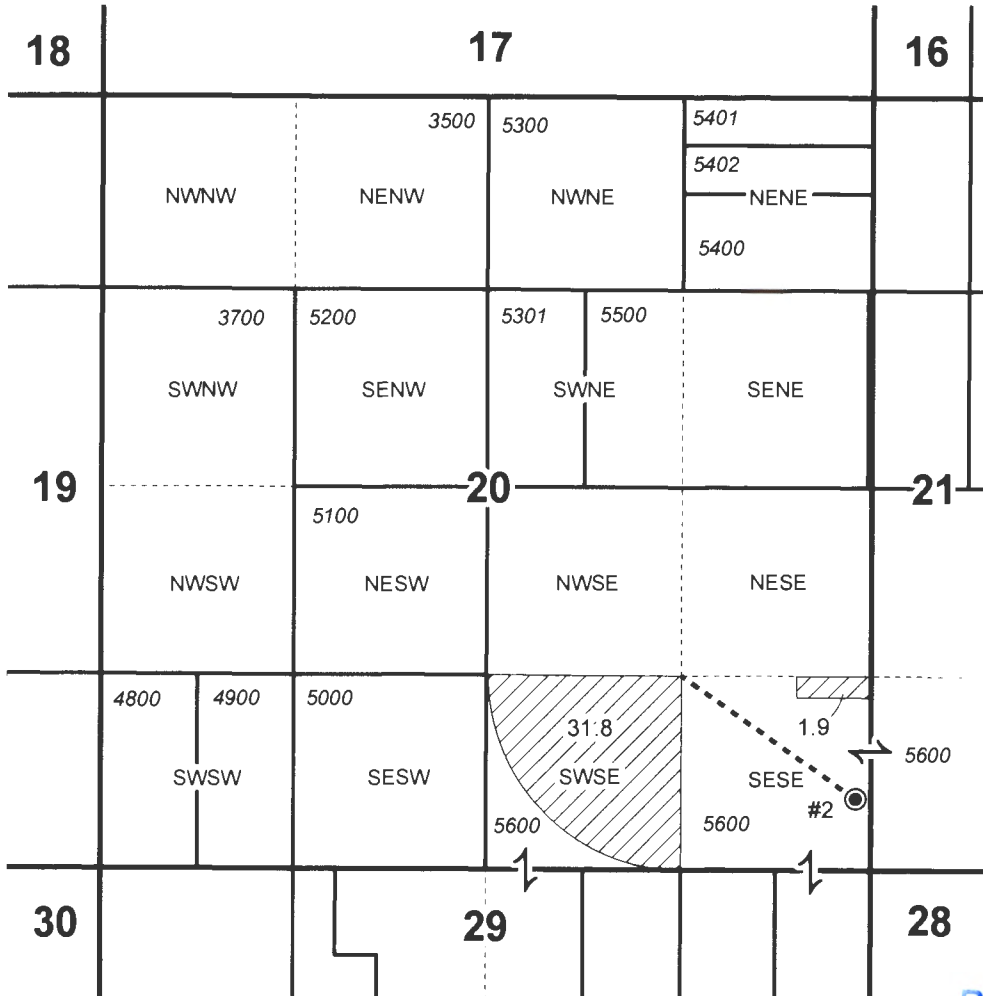 18 17 16
3500 5300 5401
5402
NWNW NENW NWNE NENE
5400
3700 5200 5301 5500
SWNW SENW SWNE SENE
19 20 21
5100
NWSW NESW NWSE NESE
4800 4900 5000
31.8 1.9
5600
SWSW SESW SWSE SESE
#2
5600 5600
30 29 28